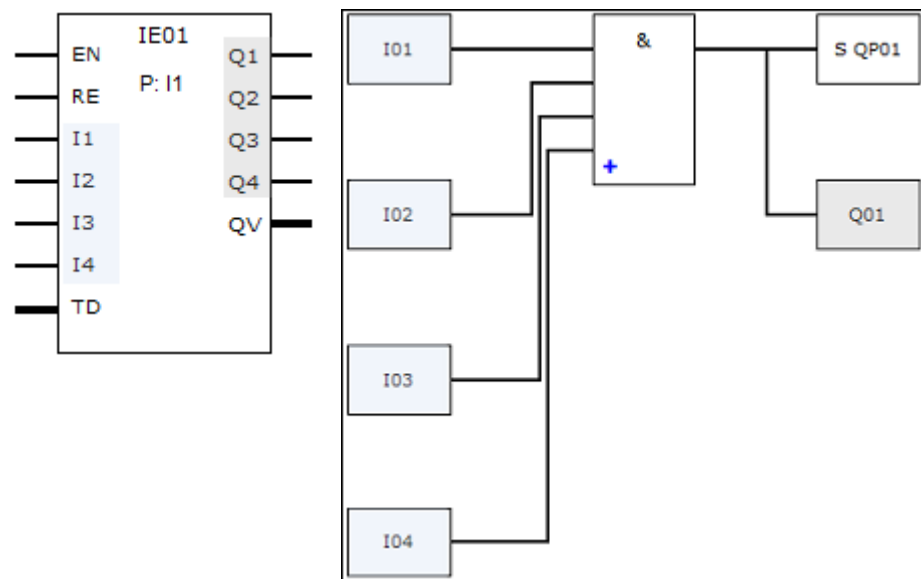 IE01
P: I1
EN
RE
I1
I2
I3
I4
TD
Q1
Q2
Q3
Q4
QV
I01
I02
I03
I04
&
+
S QP01
Q01